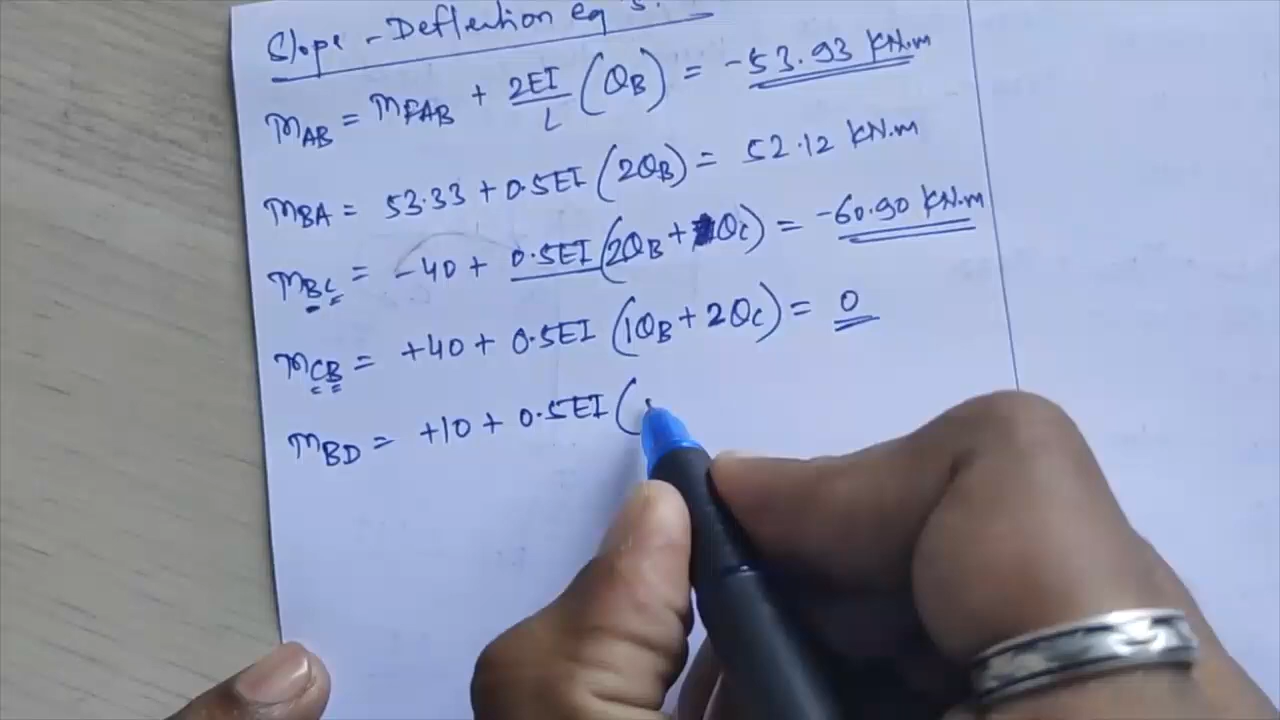 Slope - Deflection eqⁿs.
MAB = MFAB + 2EI/L (θB) = -53.93 KN.m
MBA = 53.33 + 0.5EI (2θB) = 52.12 KN.m
MBC = -40 + 0.5EI (2θB + θC) = -60.90 KN.m
MCB = +40 + 0.5EI (1θB + 2θC) = 0
MBD = +10 + 0.5EI (